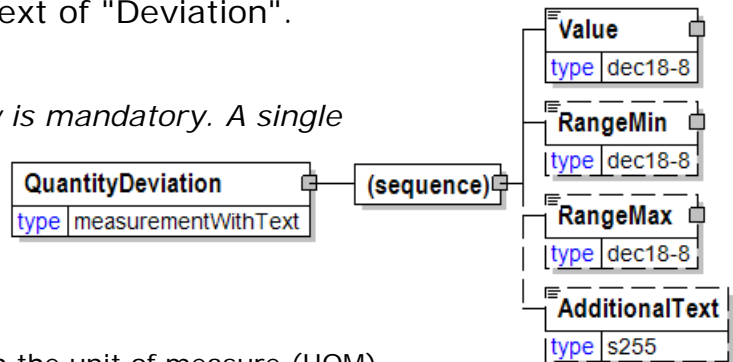 ext of "Deviation".
Value
type dec18-8
y is mandatory. A single
RangeMin
type dec18-8
QuantityDeviation
type measurementWithText
(sequence)
RangeMax
type dec18-8
AdditionalText
type s255
n the unit of measure (UOM)